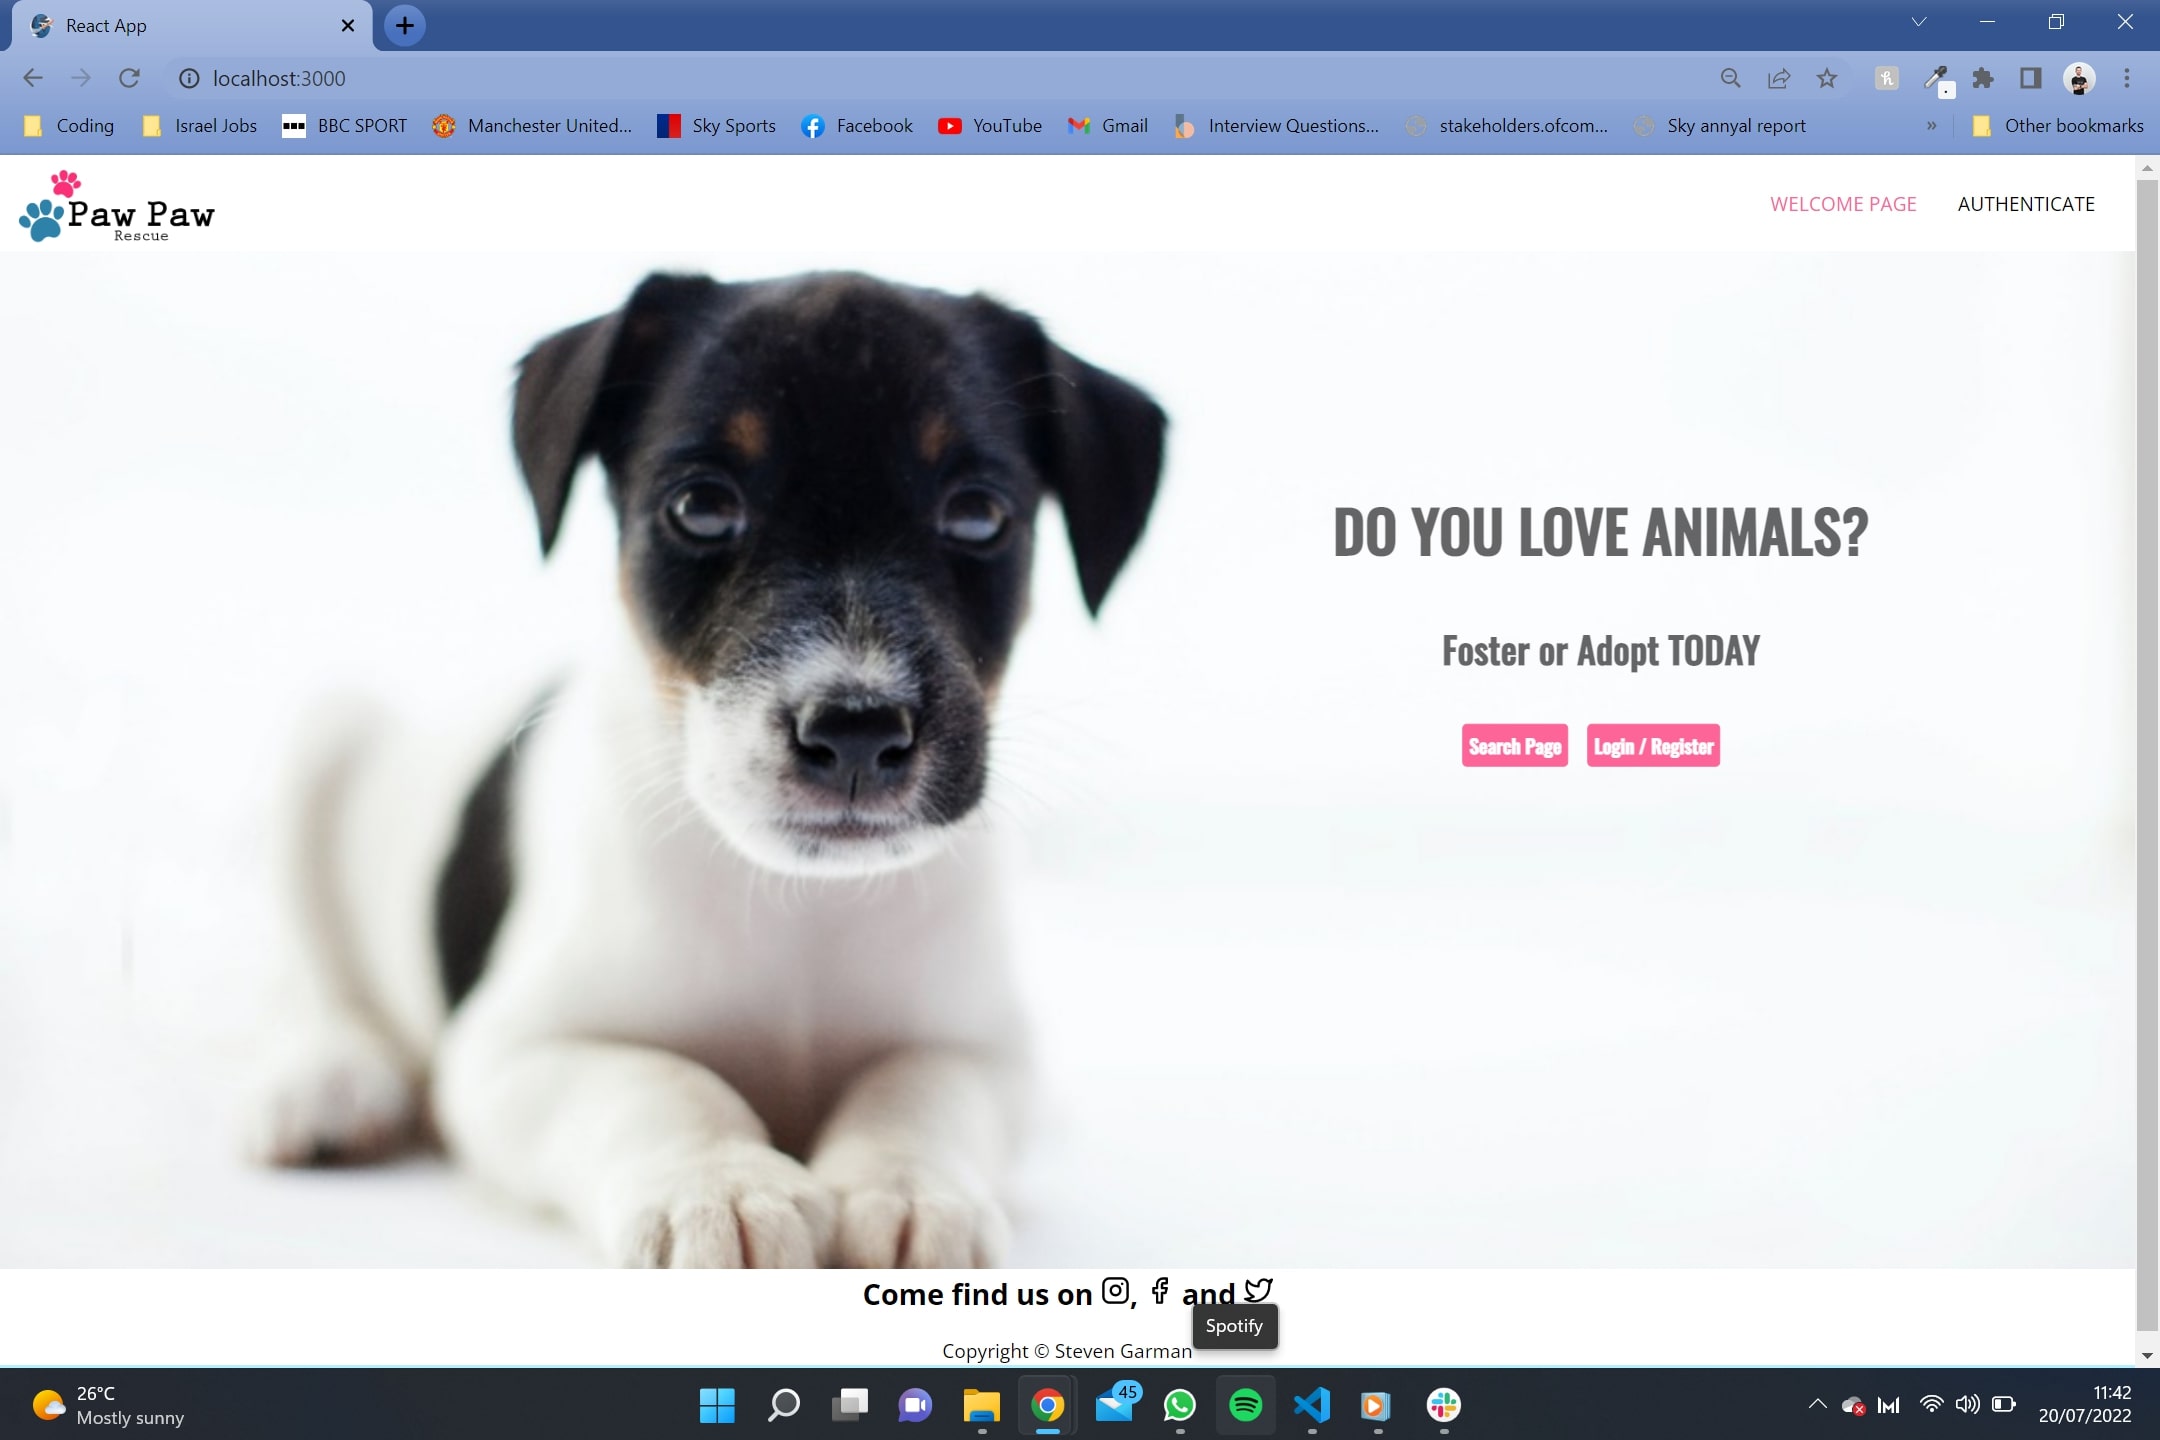 React App
localhost:3000
Coding Israel Jobs BBC SPORT Manchester United... Sky Sports Facebook YouTube Gmail Interview Questions... stakeholders.ofcom... Sky annyal report » Other bookmarks
Paw Paw
Rescue
WELCOME PAGE AUTHENTICATE
DO YOU LOVE ANIMALS?
Foster or Adopt TODAY
Search Page Login / Register
Come find us on , and
Spotify
Copyright © Steven Garman
26°C
Mostly sunny
45
11:42
20/07/2022